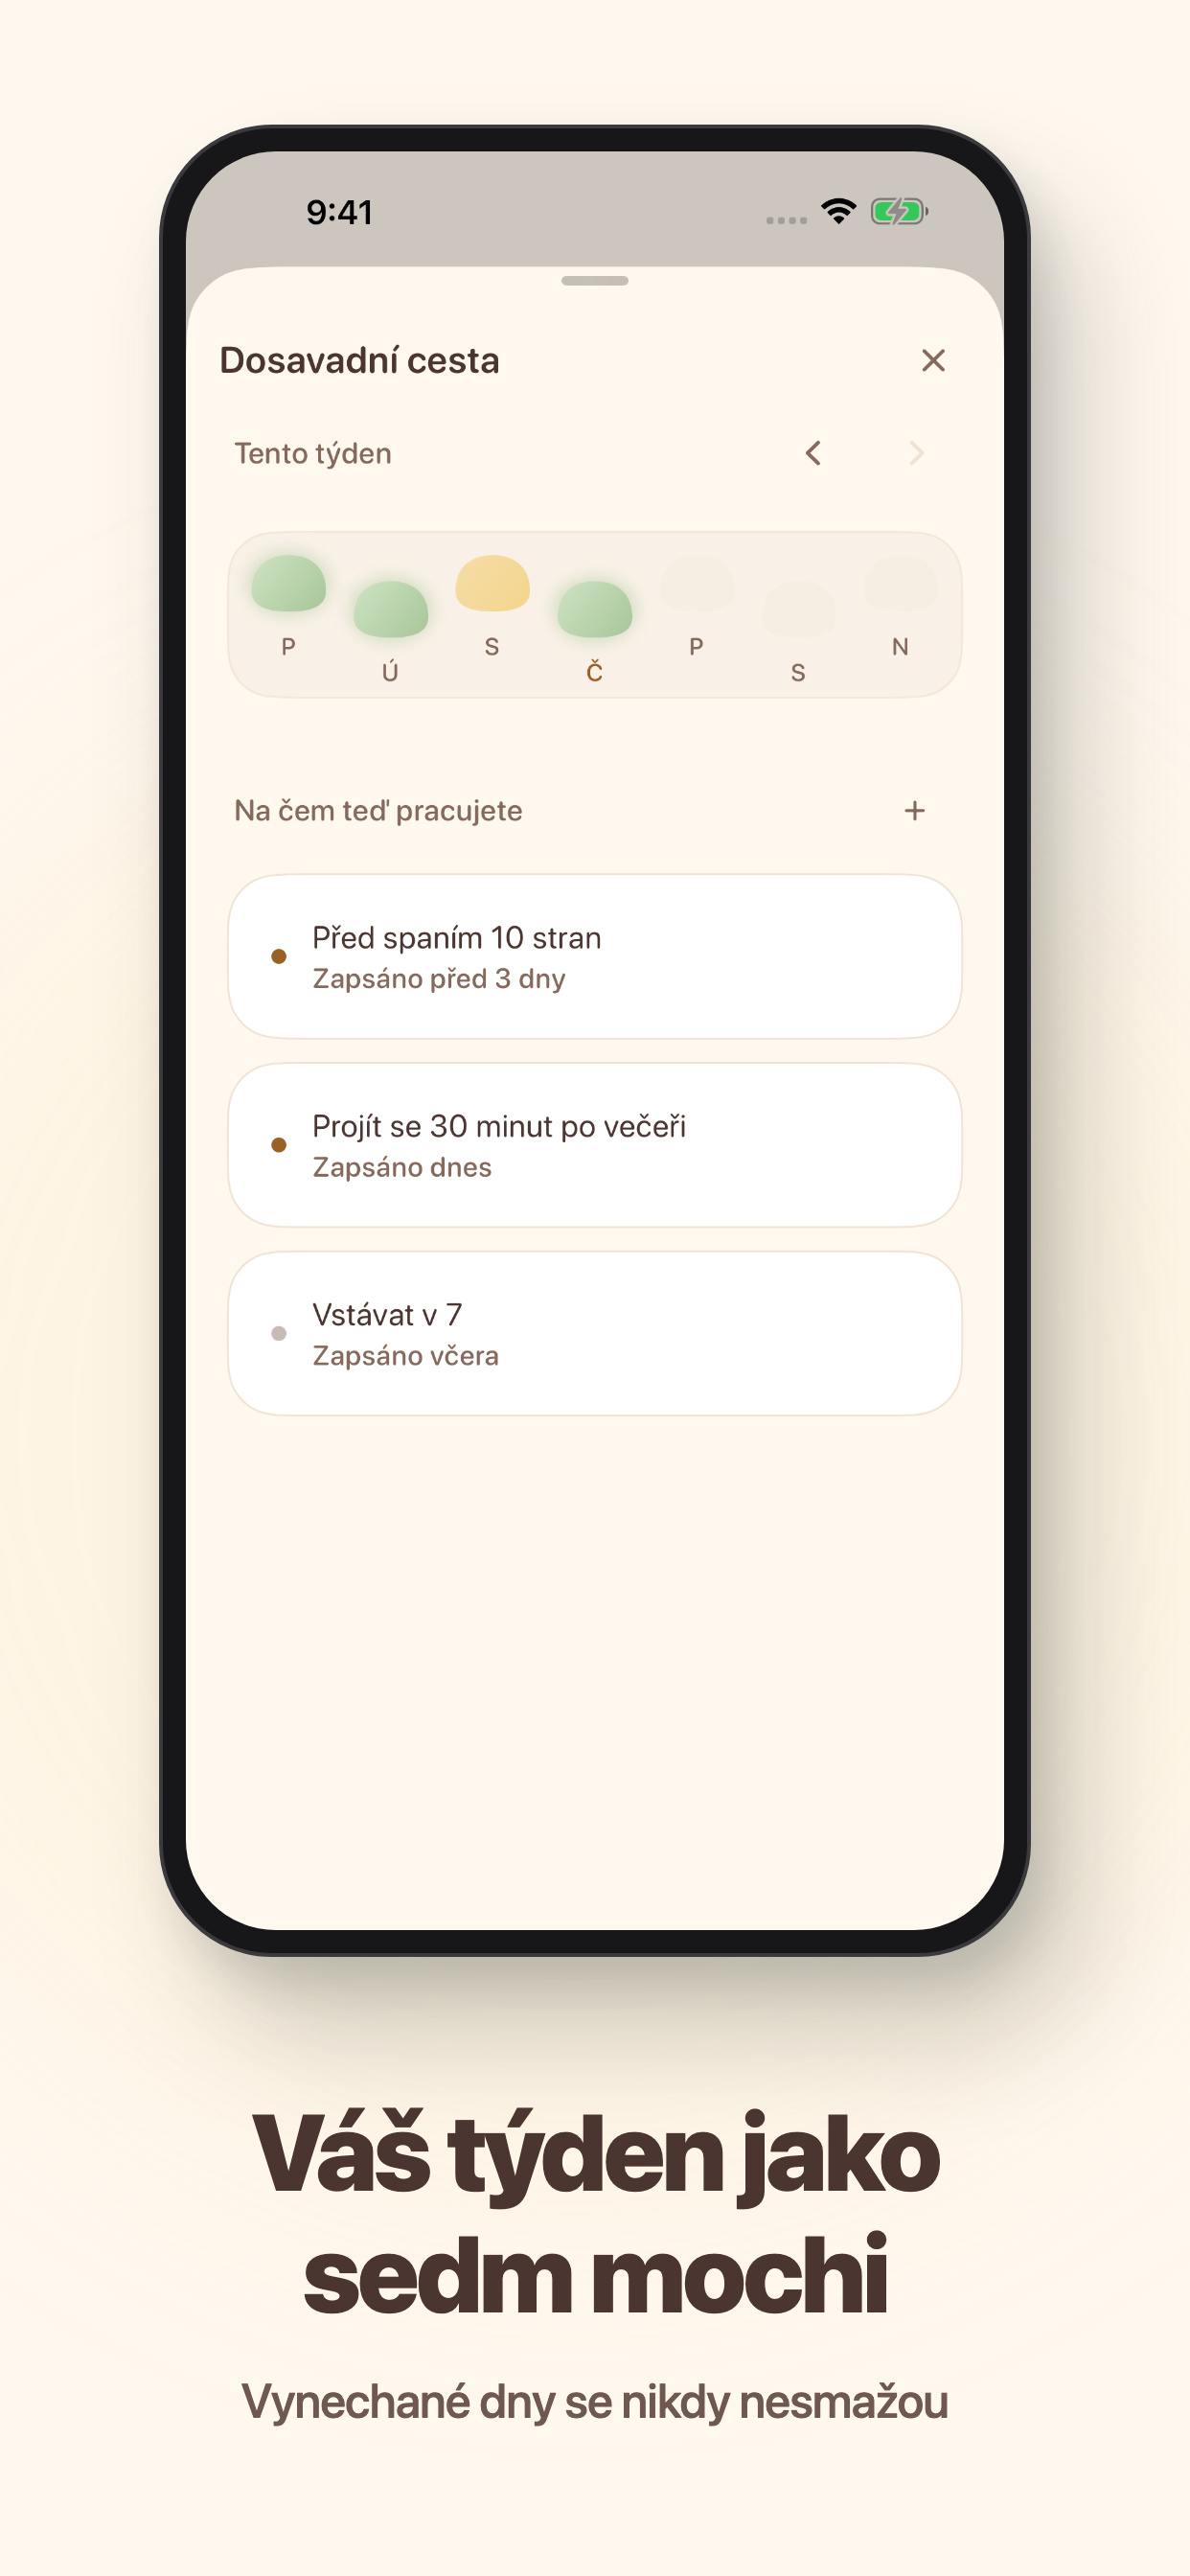 9:41
Dosavadní cesta
Tento týden
P Ú S Č P S N
Na čem teď pracujete
Před spaním 10 stran
Zapsáno před 3 dny
Projít se 30 minut po večeři
Zapsáno dnes
Vstávat v 7
Zapsáno včera
Váš týden jako
sedm mochi
Vynechané dny se nikdy nesmažou